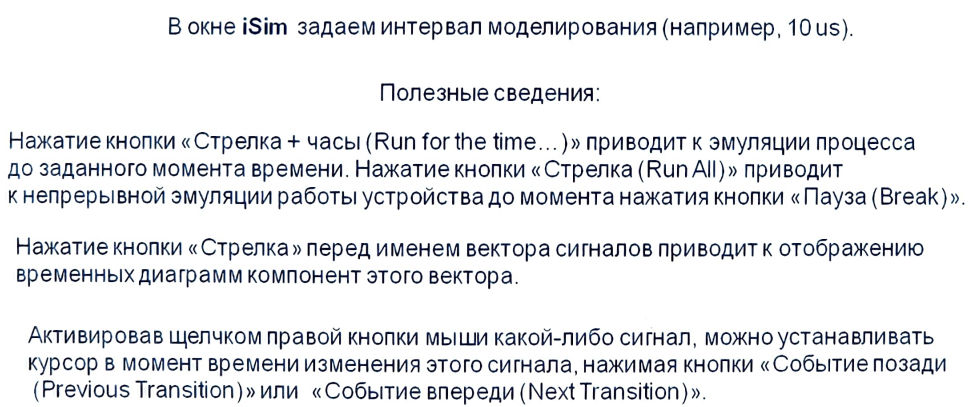 В окне iSim задаем интервал моделирования (например, 10 us).
Полезные сведения:
Нажатие кнопки «Стрелка + часы (Run for the time…)» приводит к эмуляции процесса
до заданного момента времени. Нажатие кнопки «Стрелка (Run All)» приводит
к непрерывной эмуляции работы устройства до момента нажатия кнопки «Пауза (Break)».
Нажатие кнопки «Стрелка» перед именем вектора сигналов приводит к отображению
временных диаграмм компонент этого вектора.
Активировав щелчком правой кнопки мыши какой-либо сигнал, можно устанавливать
курсор в момент времени изменения этого сигнала, нажимая кнопки «Событие позади
(Previous Transition)» или «Событие впереди (Next Transition)».